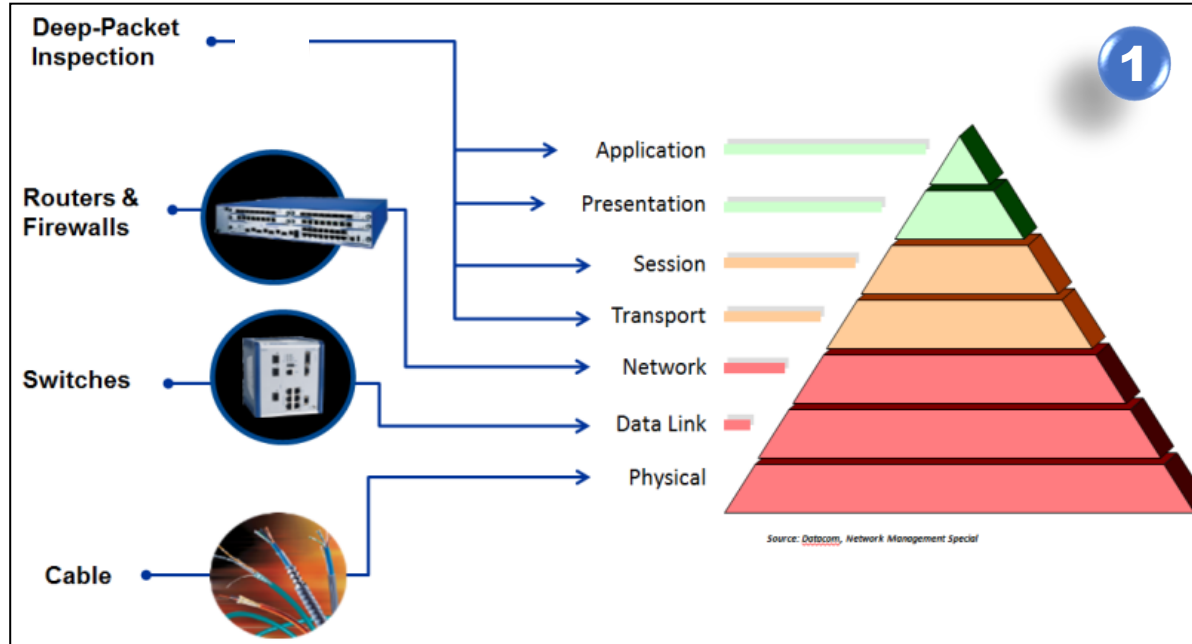 Deep-Packet
Inspection
1
Application
Routers &
Firewalls
Presentation
Session
Transport
Switches
Network
Data Link
Physical
Cable
Source: Datacom, Network Management Special